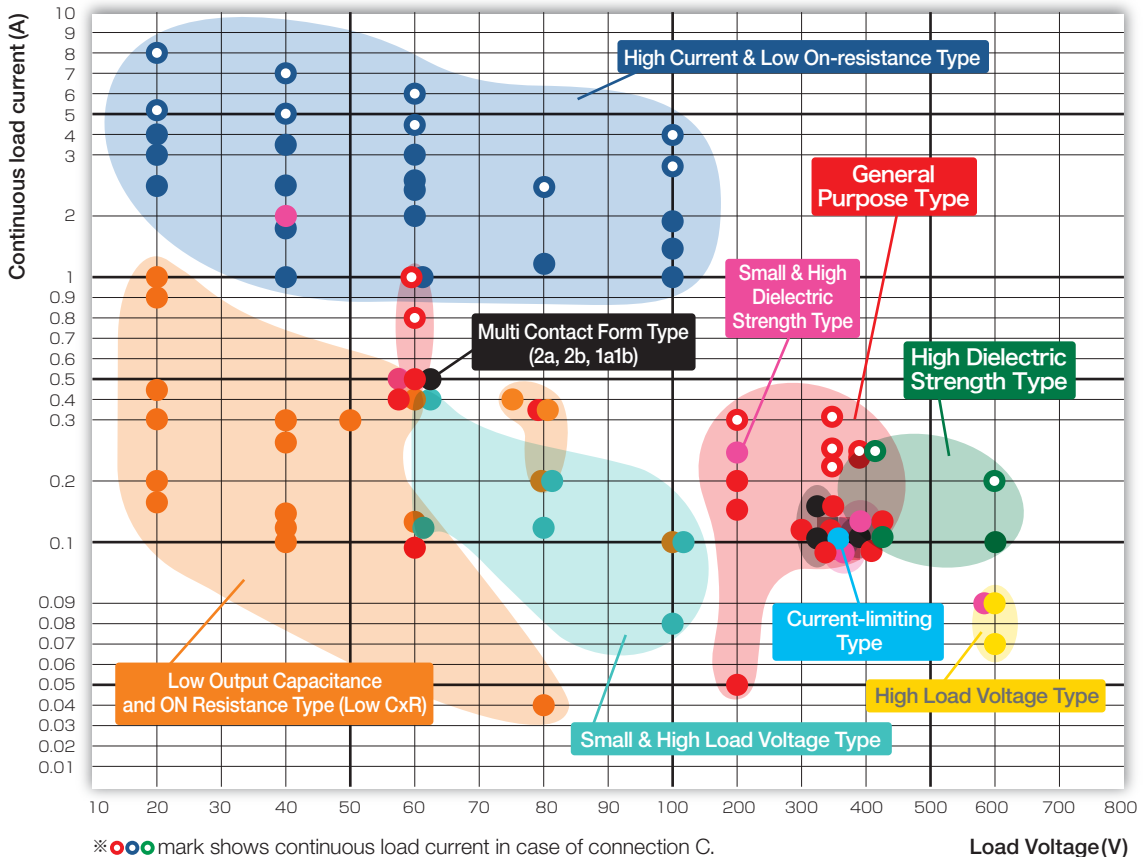 Continuous load current (A)
10
9
8
7
6
5
4
3
2
1
0.9
0.8
0.7
0.6
0.5
0.4
0.3
0.2
0.1
0.09
0.08
0.07
0.06
0.05
0.04
0.03
0.02
0.01
High Current & Low On-resistance Type
General
Purpose Type
Small & High
Dielectric
Strength Type
Multi Contact Form Type
(2a, 2b, 1a1b)
High Dielectric
Strength Type
Current-limiting
Type
Low Output Capacitance
and ON Resistance Type (Low CxR)
High Load Voltage Type
Small & High Load Voltage Type
10 20 30 40 50 60 70 80 90 100 200 300 400 500 600 700 800
※ mark shows continuous load current in case of connection C.
Load Voltage (V)